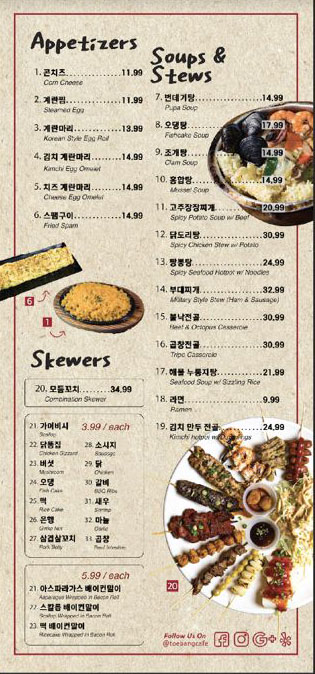 Appetizers
1. 콘치즈............11.99
Corn Cheese
2. 계란찜............11.99
Steamed Egg
3. 계란마리............13.99
Korean Style Egg Roll
4. 김치 계란마리............14.99
Kimchi Egg Omelet
5. 치즈 계란마리............14.99
Cheese Egg Omelet
6. 스팸구이............14.99
Fried Spam
6
1
Soups &
Stews
7. 번데기탕............14.99
Pupa Soup
8. 오뎅탕............17.99
Fishcake Soup
9. 조개탕............14.99
Clam Soup
10. 홍합탕............14.99
Mussel Soup
11. 고추장찌개............20.99
Spicy Potato Soup w/ Beef
12. 닭도리탕............30.99
Spicy Chicken Stew w/ Potato
13. 짬뽕탕............24.99
Spicy Seafood Hotpot w/ Noodles
14. 부대찌개............32.99
Military Style Stew (Ham & Sausage)
15. 불낙전골............30.99
Beef & Octopus Casserole
16. 곱창전골............30.99
Tripe Casserole
17. 해물 누룽지탕............21.99
Seafood Soup w/ Sizzling Rice
18. 라면............9.99
Ramen
19. 김치 만두 전골............24.99
Kimchi hotpot w/
Skewers
20. 모듬꼬치............34.99
Combination Skewer
3.99 / each
21. 가이비시
Scallop
22. 닭똥집
Chicken Gizzard
23. 버섯
Mushroom
24. 오뎅
Fish Cake
25. 떡
Rice Cake
26. 은행
27. 삼겹살꼬치
Pork Belly
28. 소시지
Sausage
29. 닭
Chicken
30. 갈비
BBQ Ribs
31. 새우
Shrimp
32. 마늘
Garlic
33. 곱창
Beef Intestine
5.99 / each
21. 아스파라가스 베이컨말이
Asparagus Wrapped in Bacon Roll
22. 스칼롭 베이컨말이
Scallop Wrapped in Bacon Roll
23. 떡 베이컨말이
Ricecake Wrapped in Bacon Roll
20
Follow Us On
@toebangcafe